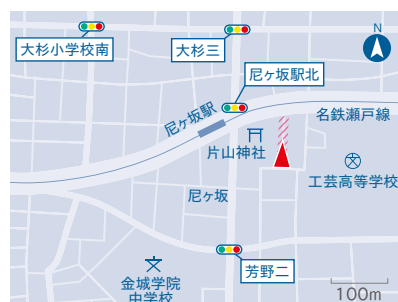 N
大杉小学校南
大杉三
尼ケ坂駅北
尼ケ坂駅
名鉄瀬戸線
片山神社
工芸高等学校
尼ケ坂
芳野二
金城学院
中学校
100m